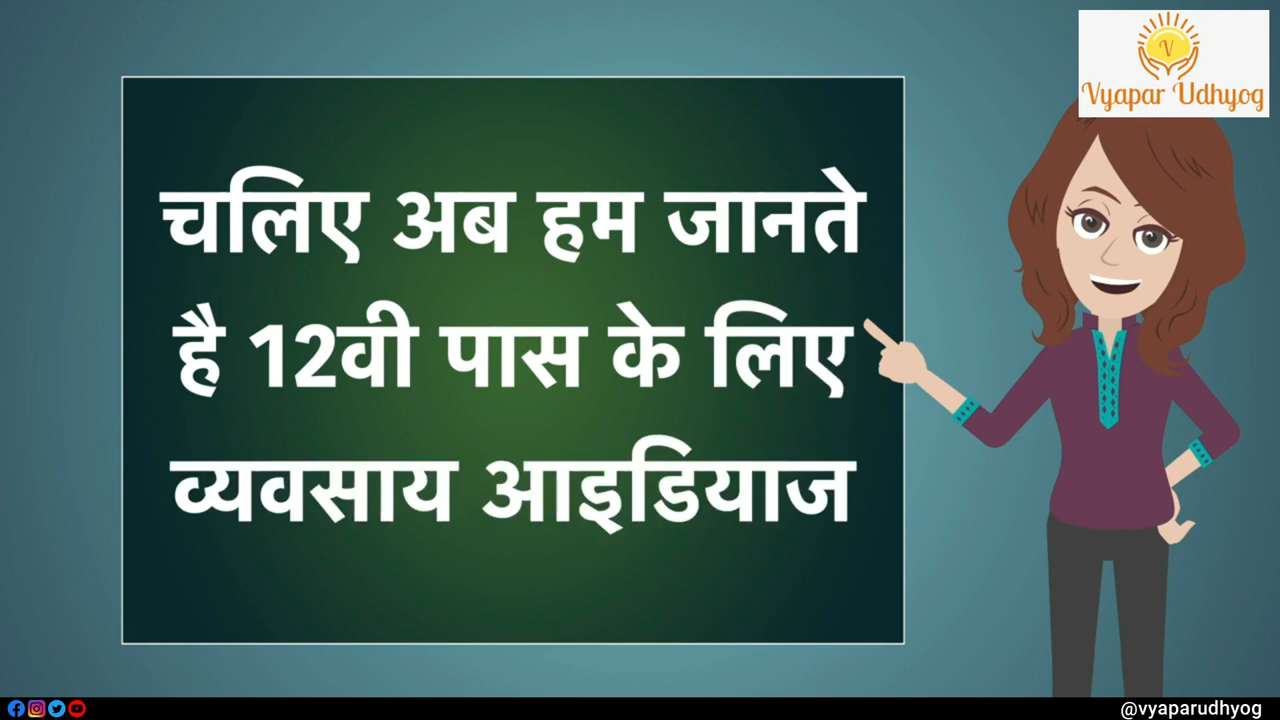 Vyapar Udhyog
चलिए अब हम जानते
है 12वी पास के लिए
व्यवसाय आइडियाज
@vyaparudhyog